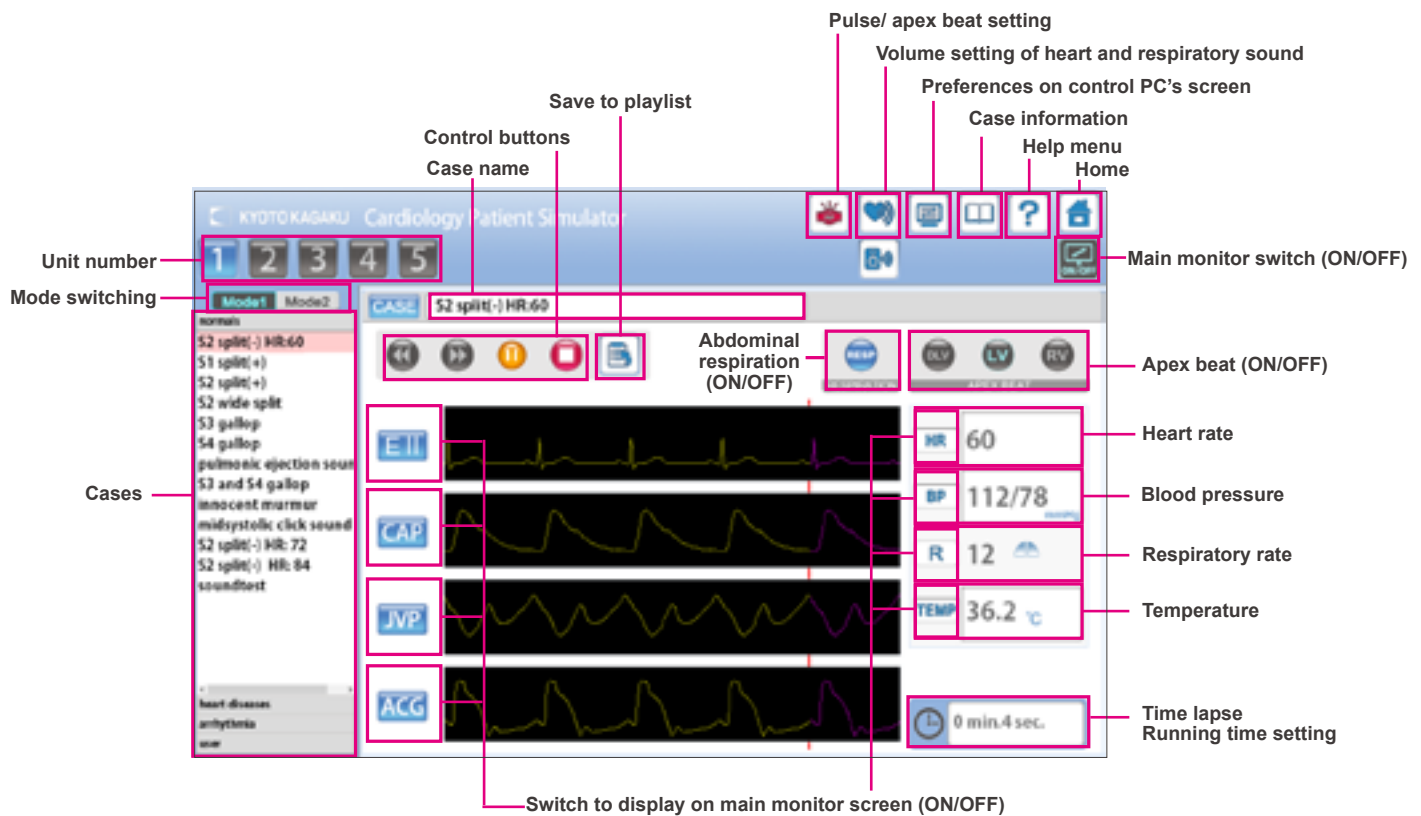 Pulse/ apex beat setting
Volume setting of heart and respiratory sound
Preferences on control PC's screen
Save to playlist
Case information
Control buttons
Help menu
Case name
Home
KYOTO KAGAKU Cardiology Patient Simulator
?
Unit number
1 2 3 4 5
ON/OFF
Main monitor switch (ON/OFF)
Mode switching
Mode1 Mode2
CASE S2 split(-) HR:60
normals
S2 split(-) HR:60
S1 split(+)
S2 split(+)
S2 wide split
S3 gallop
S4 gallop
pulmonic ejection soun
S3 and S4 gallop
innocent murmur
midsystolic click sound
S2 split(-) HR: 72
S2 split(-) HR: 84
soundtest
heart diseases
arrhythmia
user
Cases
Abdominal
respiration
(ON/OFF)
RESP
DLV LV RV
APEX BEAT
Apex beat (ON/OFF)
E II
HR 60
Heart rate
CAP
BP 112/78
mmHg
Blood pressure
R 12
Respiratory rate
JVP
TEMP 36.2 °C
Temperature
ACG
0 min.4 sec.
Time lapse
Running time setting
Switch to display on main monitor screen (ON/OFF)